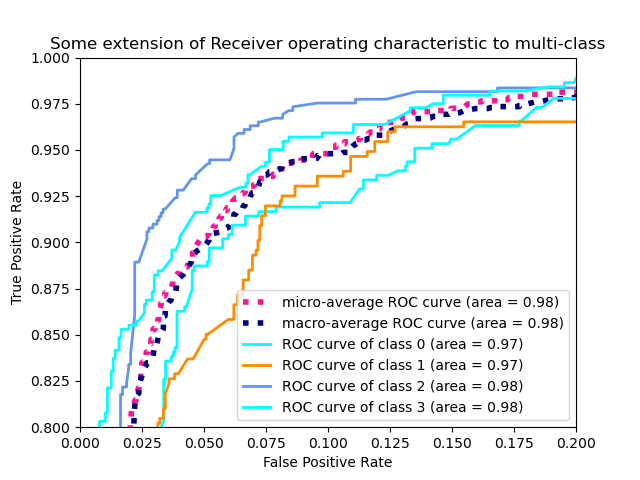 Some extension of Receiver operating characteristic to multi-class
True Positive Rate
1.000
0.975
0.950
0.925
0.900
0.875
0.850
0.825
0.800
micro-average ROC curve (area = 0.98)
macro-average ROC curve (area = 0.98)
ROC curve of class 0 (area = 0.97)
ROC curve of class 1 (area = 0.97)
ROC curve of class 2 (area = 0.98)
ROC curve of class 3 (area = 0.98)
0.000 0.025 0.050 0.075 0.100 0.125 0.150 0.175 0.200
False Positive Rate